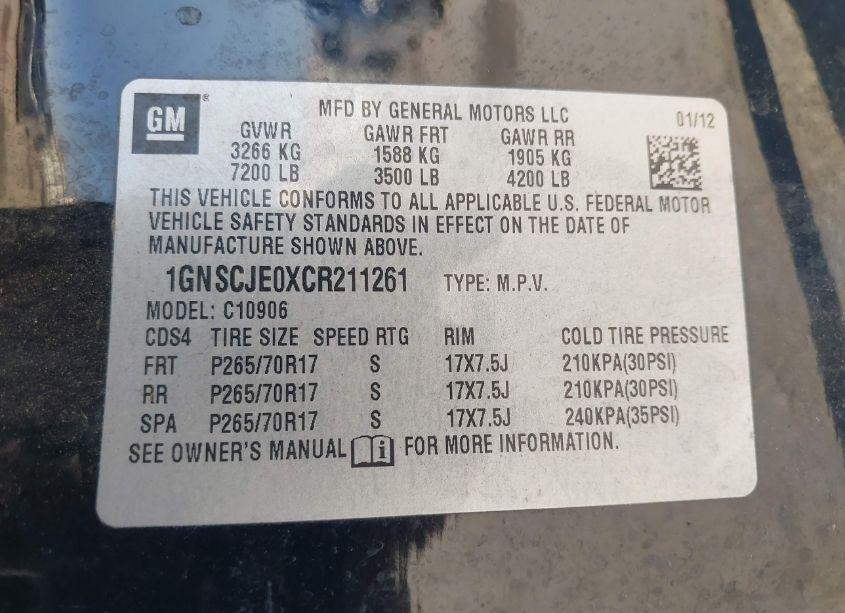 GM ® MFD BY GENERAL MOTORS LLC 01/12
GVWR GAWR FRT GAWR RR
3266 KG 1588 KG 1905 KG
7200 LB 3500 LB 4200 LB
THIS VEHICLE CONFORMS TO ALL APPLICABLE U.S. FEDERAL MOTOR
VEHICLE SAFETY STANDARDS IN EFFECT ON THE DATE OF
MANUFACTURE SHOWN ABOVE.
1GNSCJE0XCR211261 TYPE: M.P.V.
MODEL: C10906
CDS4 TIRE SIZE SPEED RTG RIM COLD TIRE PRESSURE
FRT P265/70R17 S 17X7.5J 210KPA(30PSI)
RR P265/70R17 S 17X7.5J 210KPA(30PSI)
SPA P265/70R17 S 17X7.5J 240KPA(35PSI)
SEE OWNER'S MANUAL i FOR MORE INFORMATION.